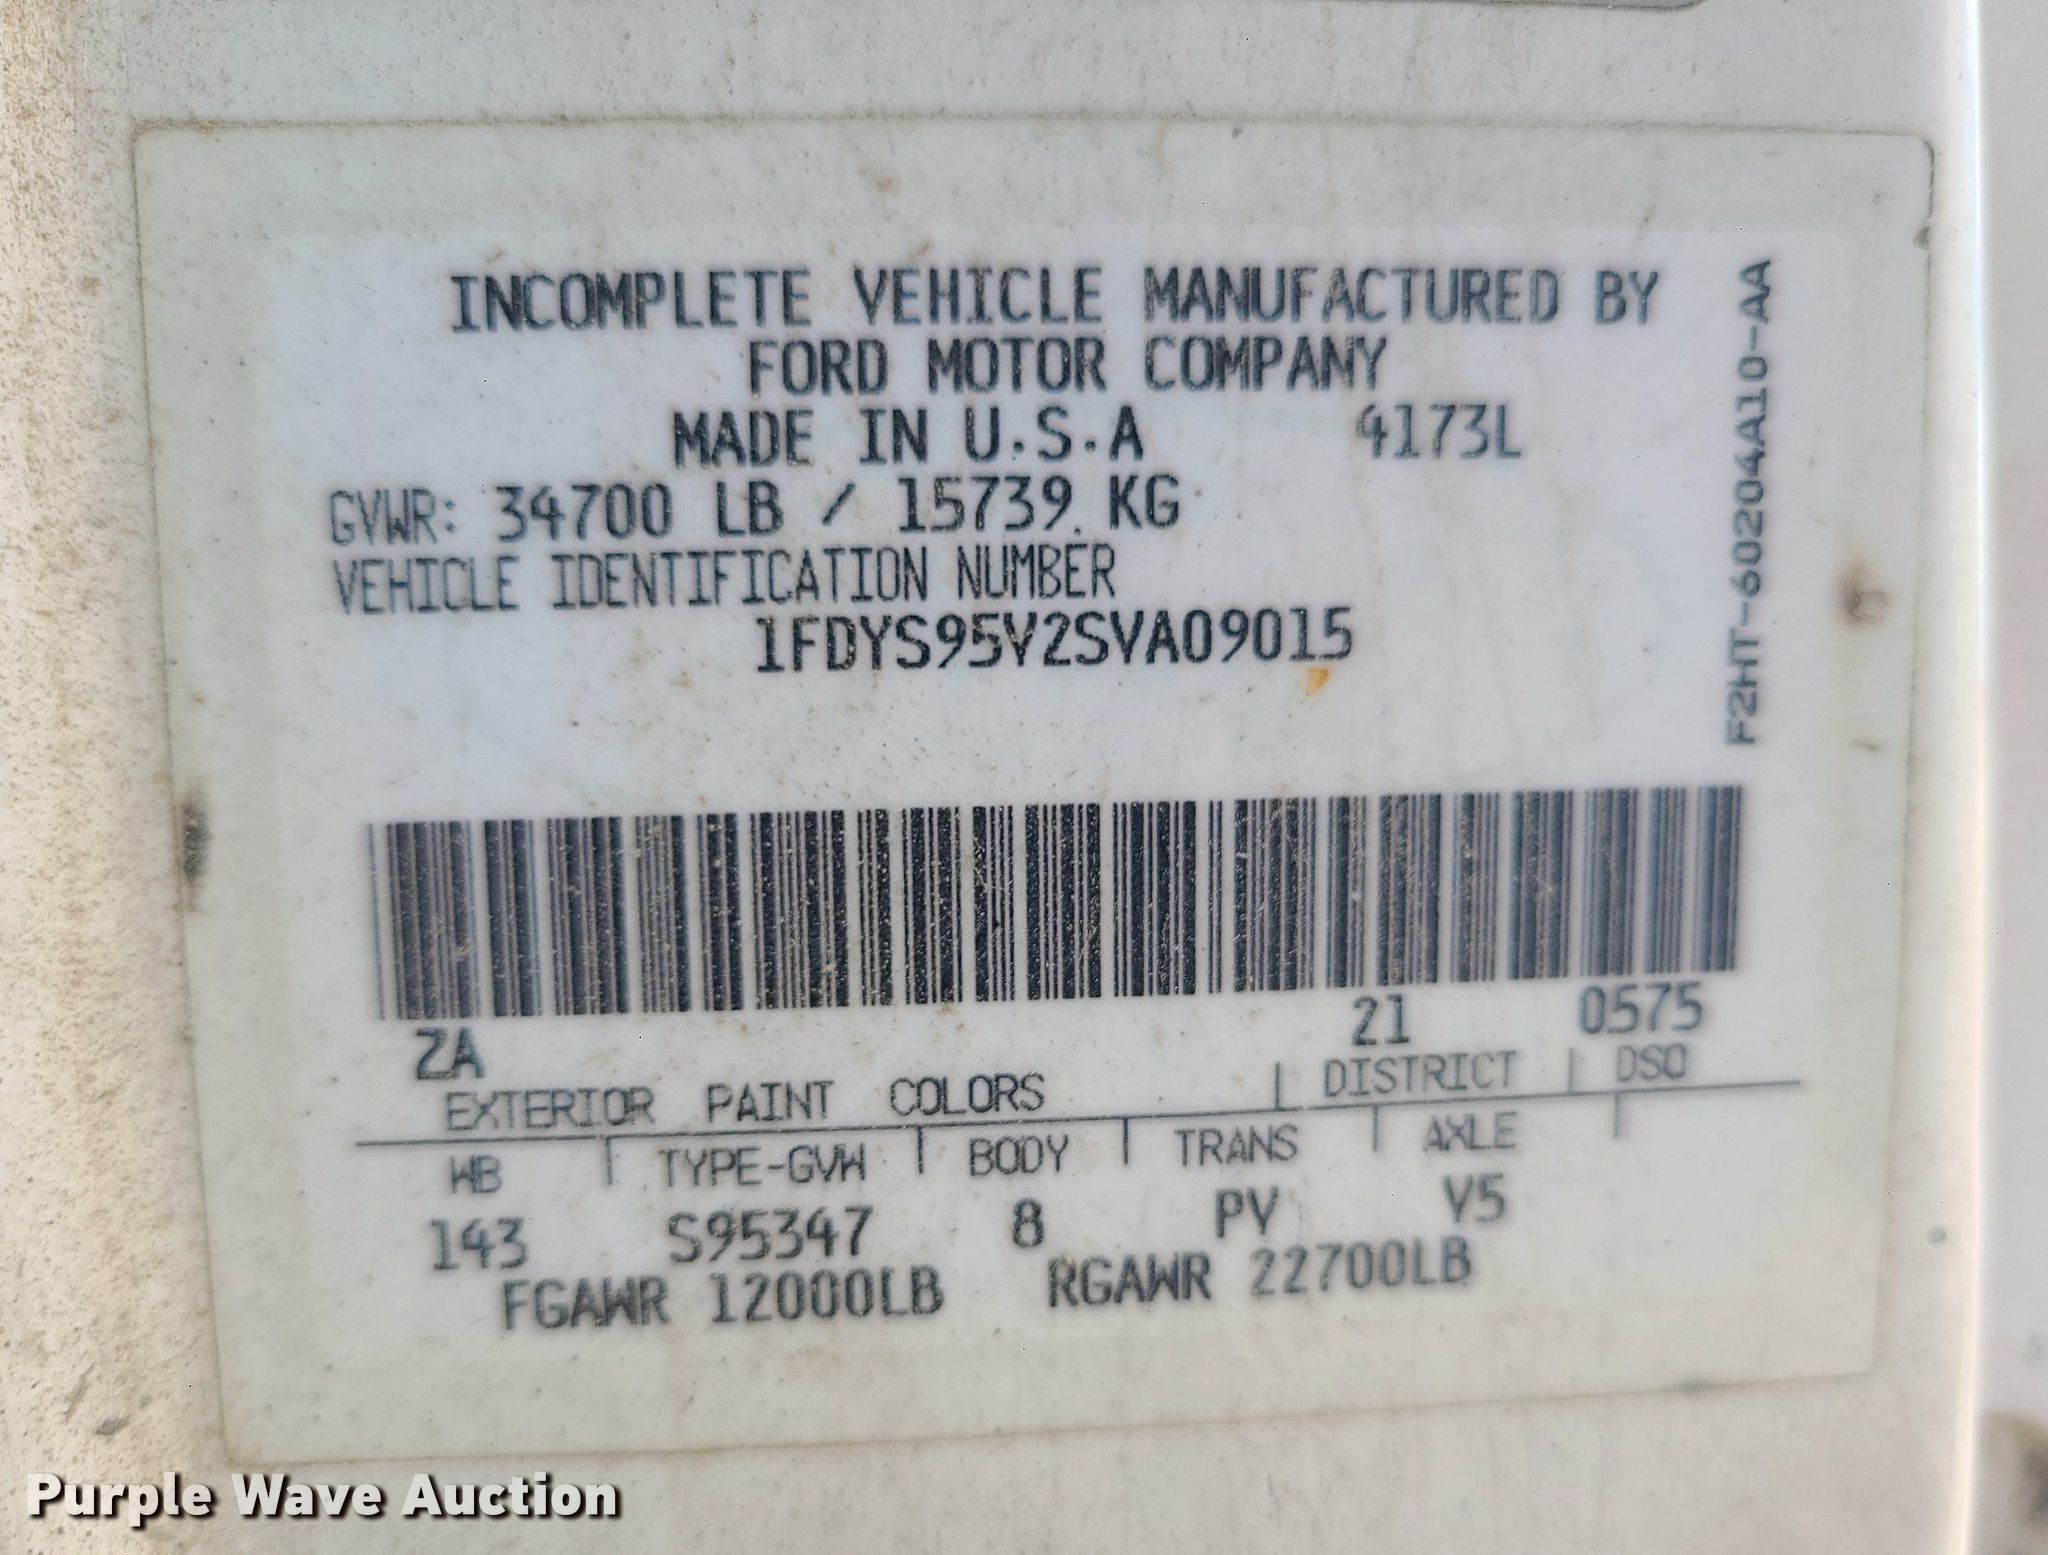 INCOMPLETE VEHICLE MANUFACTURED BY
FORD MOTOR COMPANY
MADE IN U.S.A 4173L
GVWR: 34700 LB / 15739 KG
VEHICLE IDENTIFICATION NUMBER
1FDYS95V2SVA09015
F2HT-60204A10-AA
ZA 21 0575
EXTERIOR PAINT COLORS | DISTRICT | DSO
WB | TYPE-GVW | BODY | TRANS | AXLE |
143 S95347 8 PV V5
FGAWR 12000LB RGAWR 22700LB
Purple Wave Auction